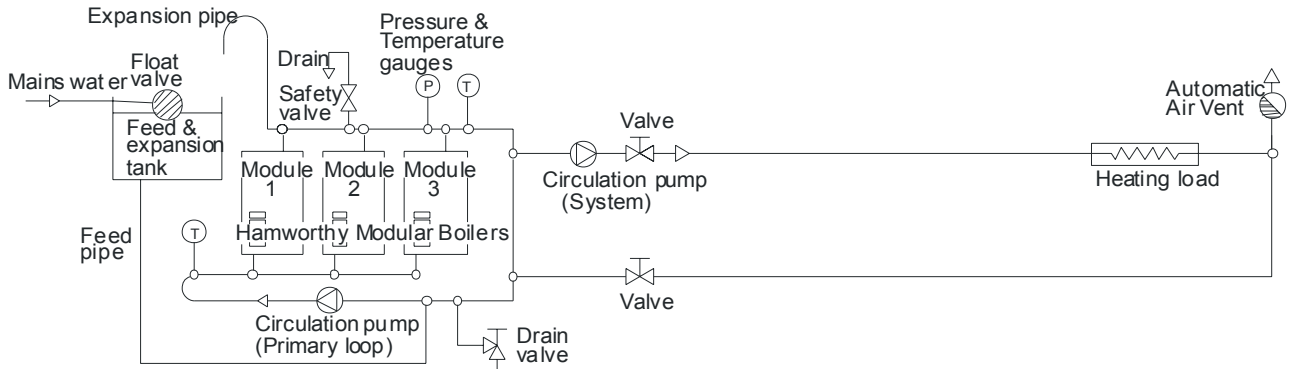 Expansion pipe
Pressure &
Temperature
gauges
Drain
Float
valve
Mains water
Safety
valve
P
T
Automatic
Air Vent
Valve
Feed &
expansion
tank
Module
1
Module
2
Module
3
Circulation pump
(System)
Heating load
Feed
pipe
T
Hamworthy Modular Boilers
Valve
Circulation pump
(Primary loop)
Drain
valve